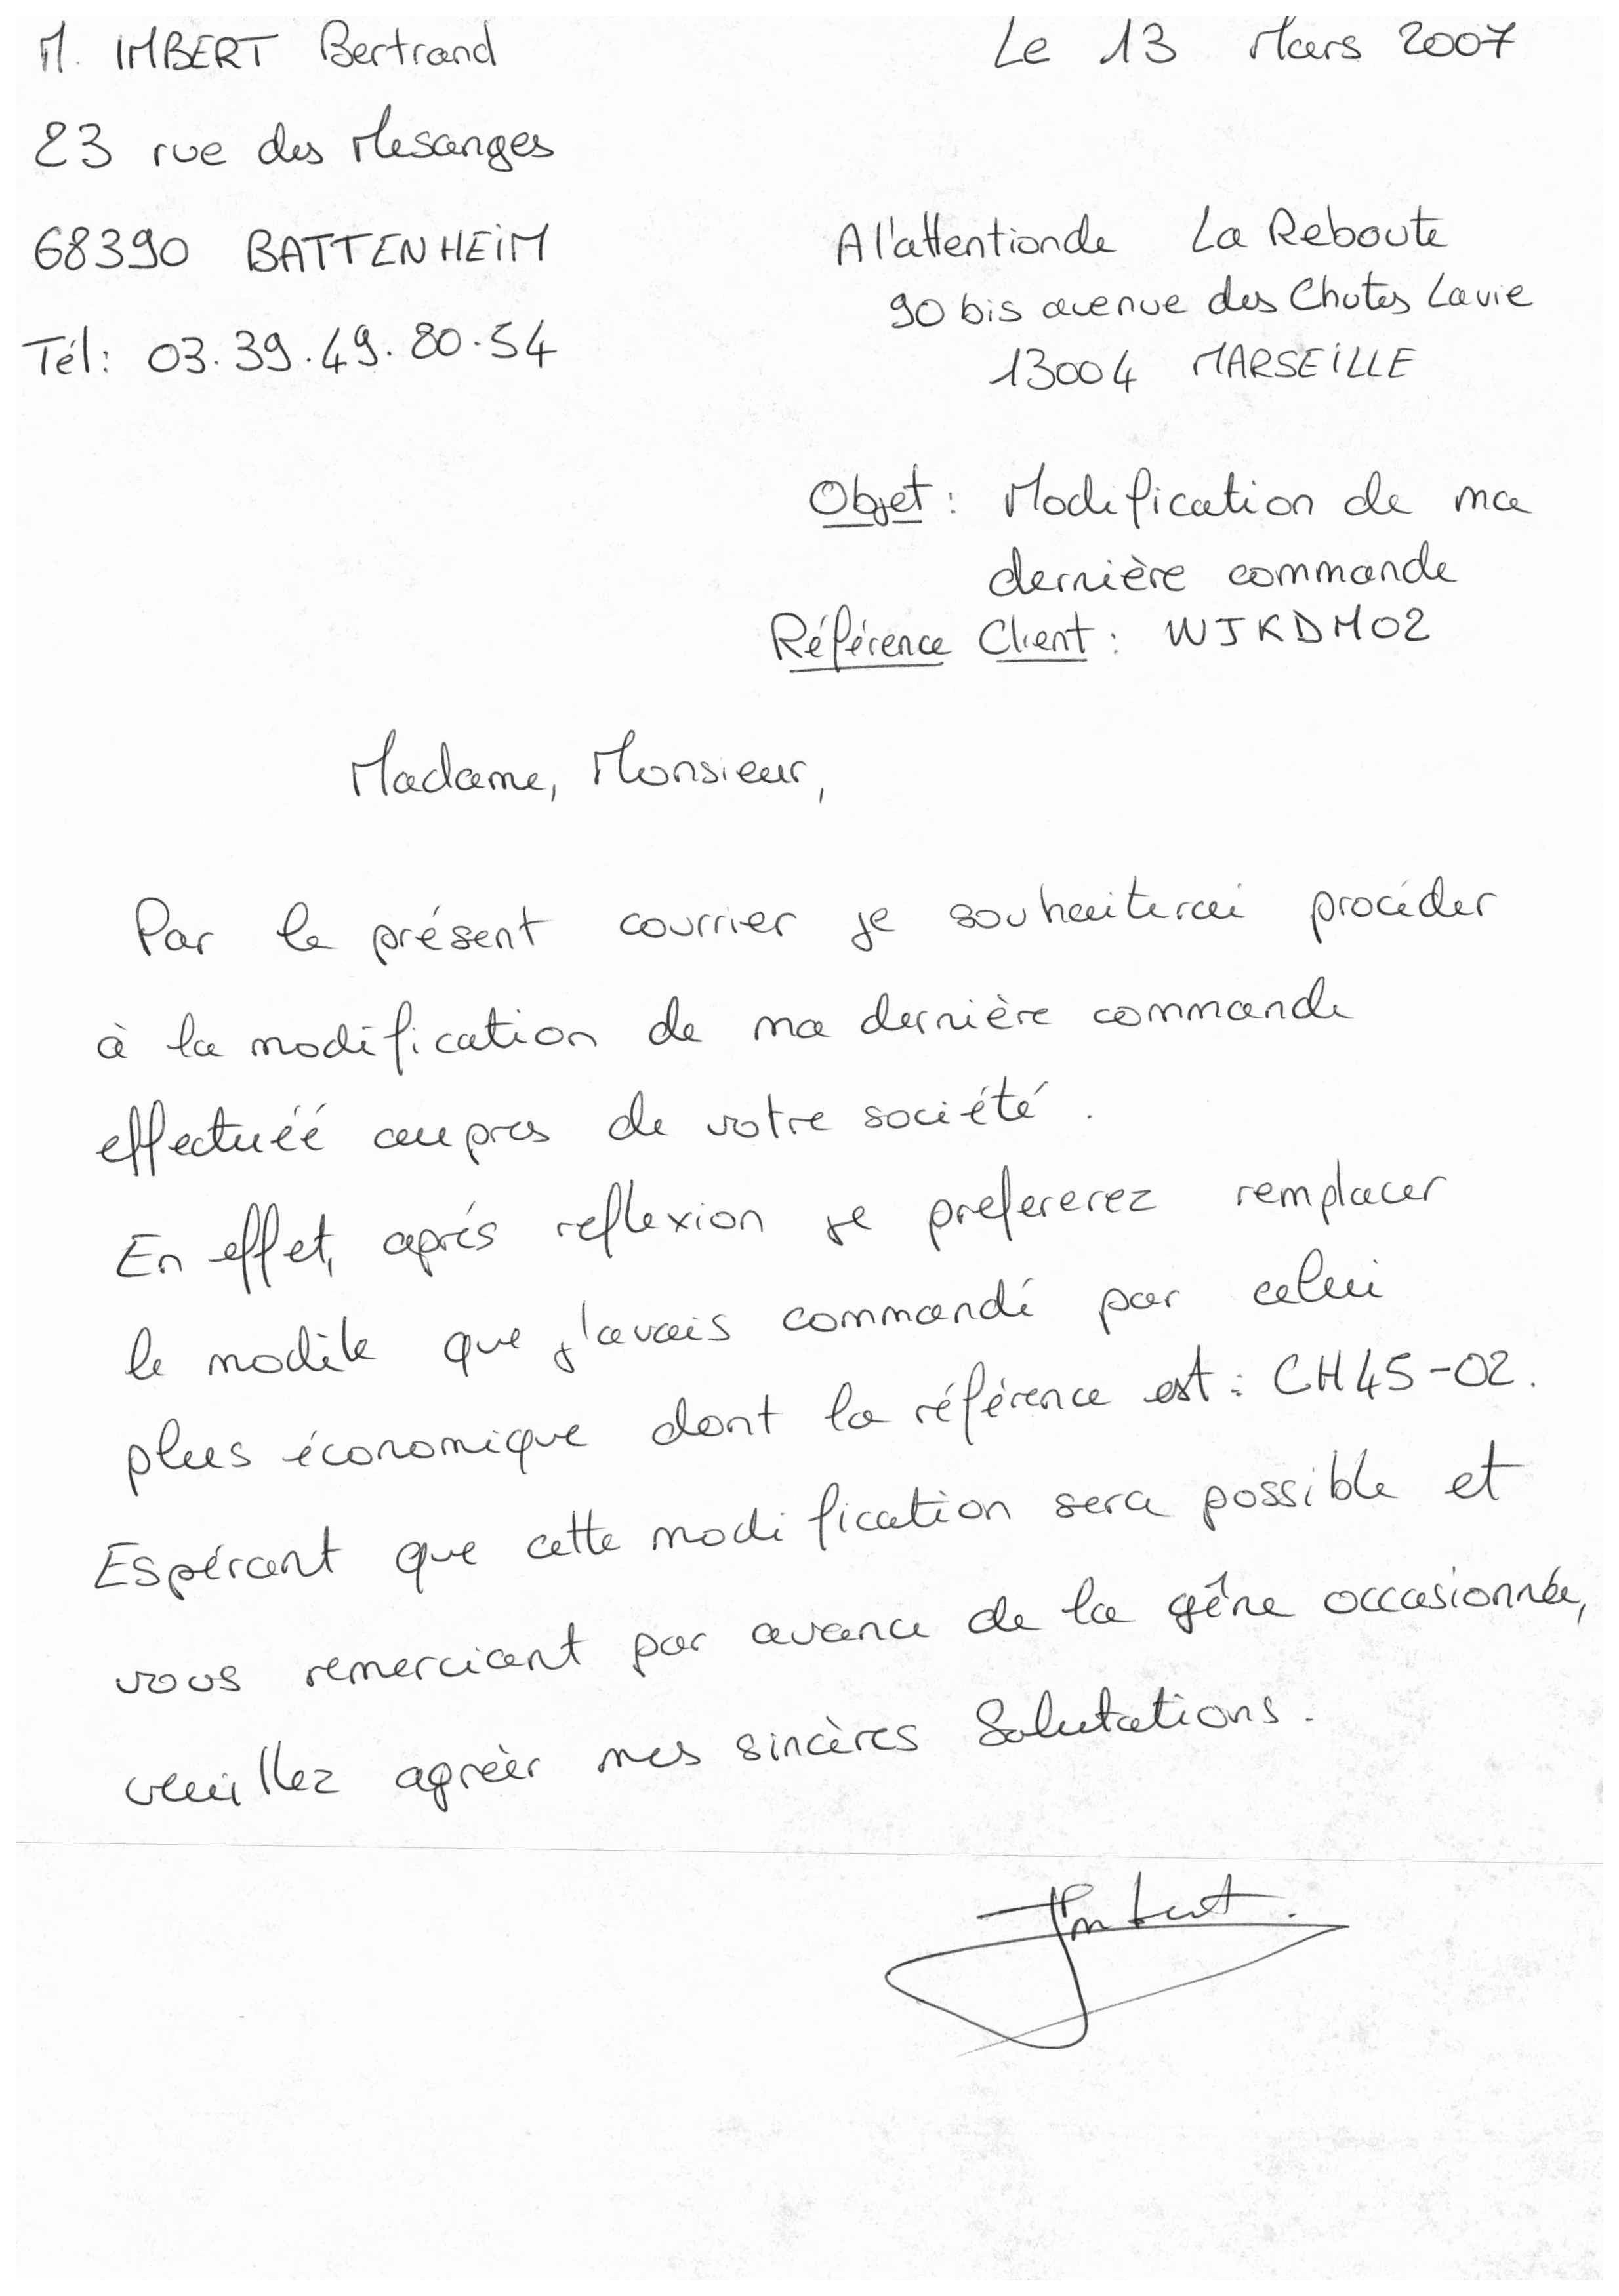 M. IMBERT Bertrand
23 rue des Mesanges
68390 BATTENHEiM
Tél: 03.39.49.80.54
Le 13 Mars 2007
A l'attention de La Reboute
90 bis avenue des Chutes Lavie
13004 MARSEiLLE
Objet : Modification de ma
dernière commande
Référence Client : WJKDM02
Madame, Monsieur,
Par le présent courrier je souhaiterai procéder
à la modification de ma dernière commande
effectuéé aupres de votre société.
En effet, aprés reflexion je prefererez remplacer
le modèle que j'avais commandé par celui
plus économique dont la référence est : CH45-02.
Espérant que cette modification sera possible et
vous remerciant par avance de la gêne occasionnée,
veuillez agréèr mes sincères Salutations.
Imbert.